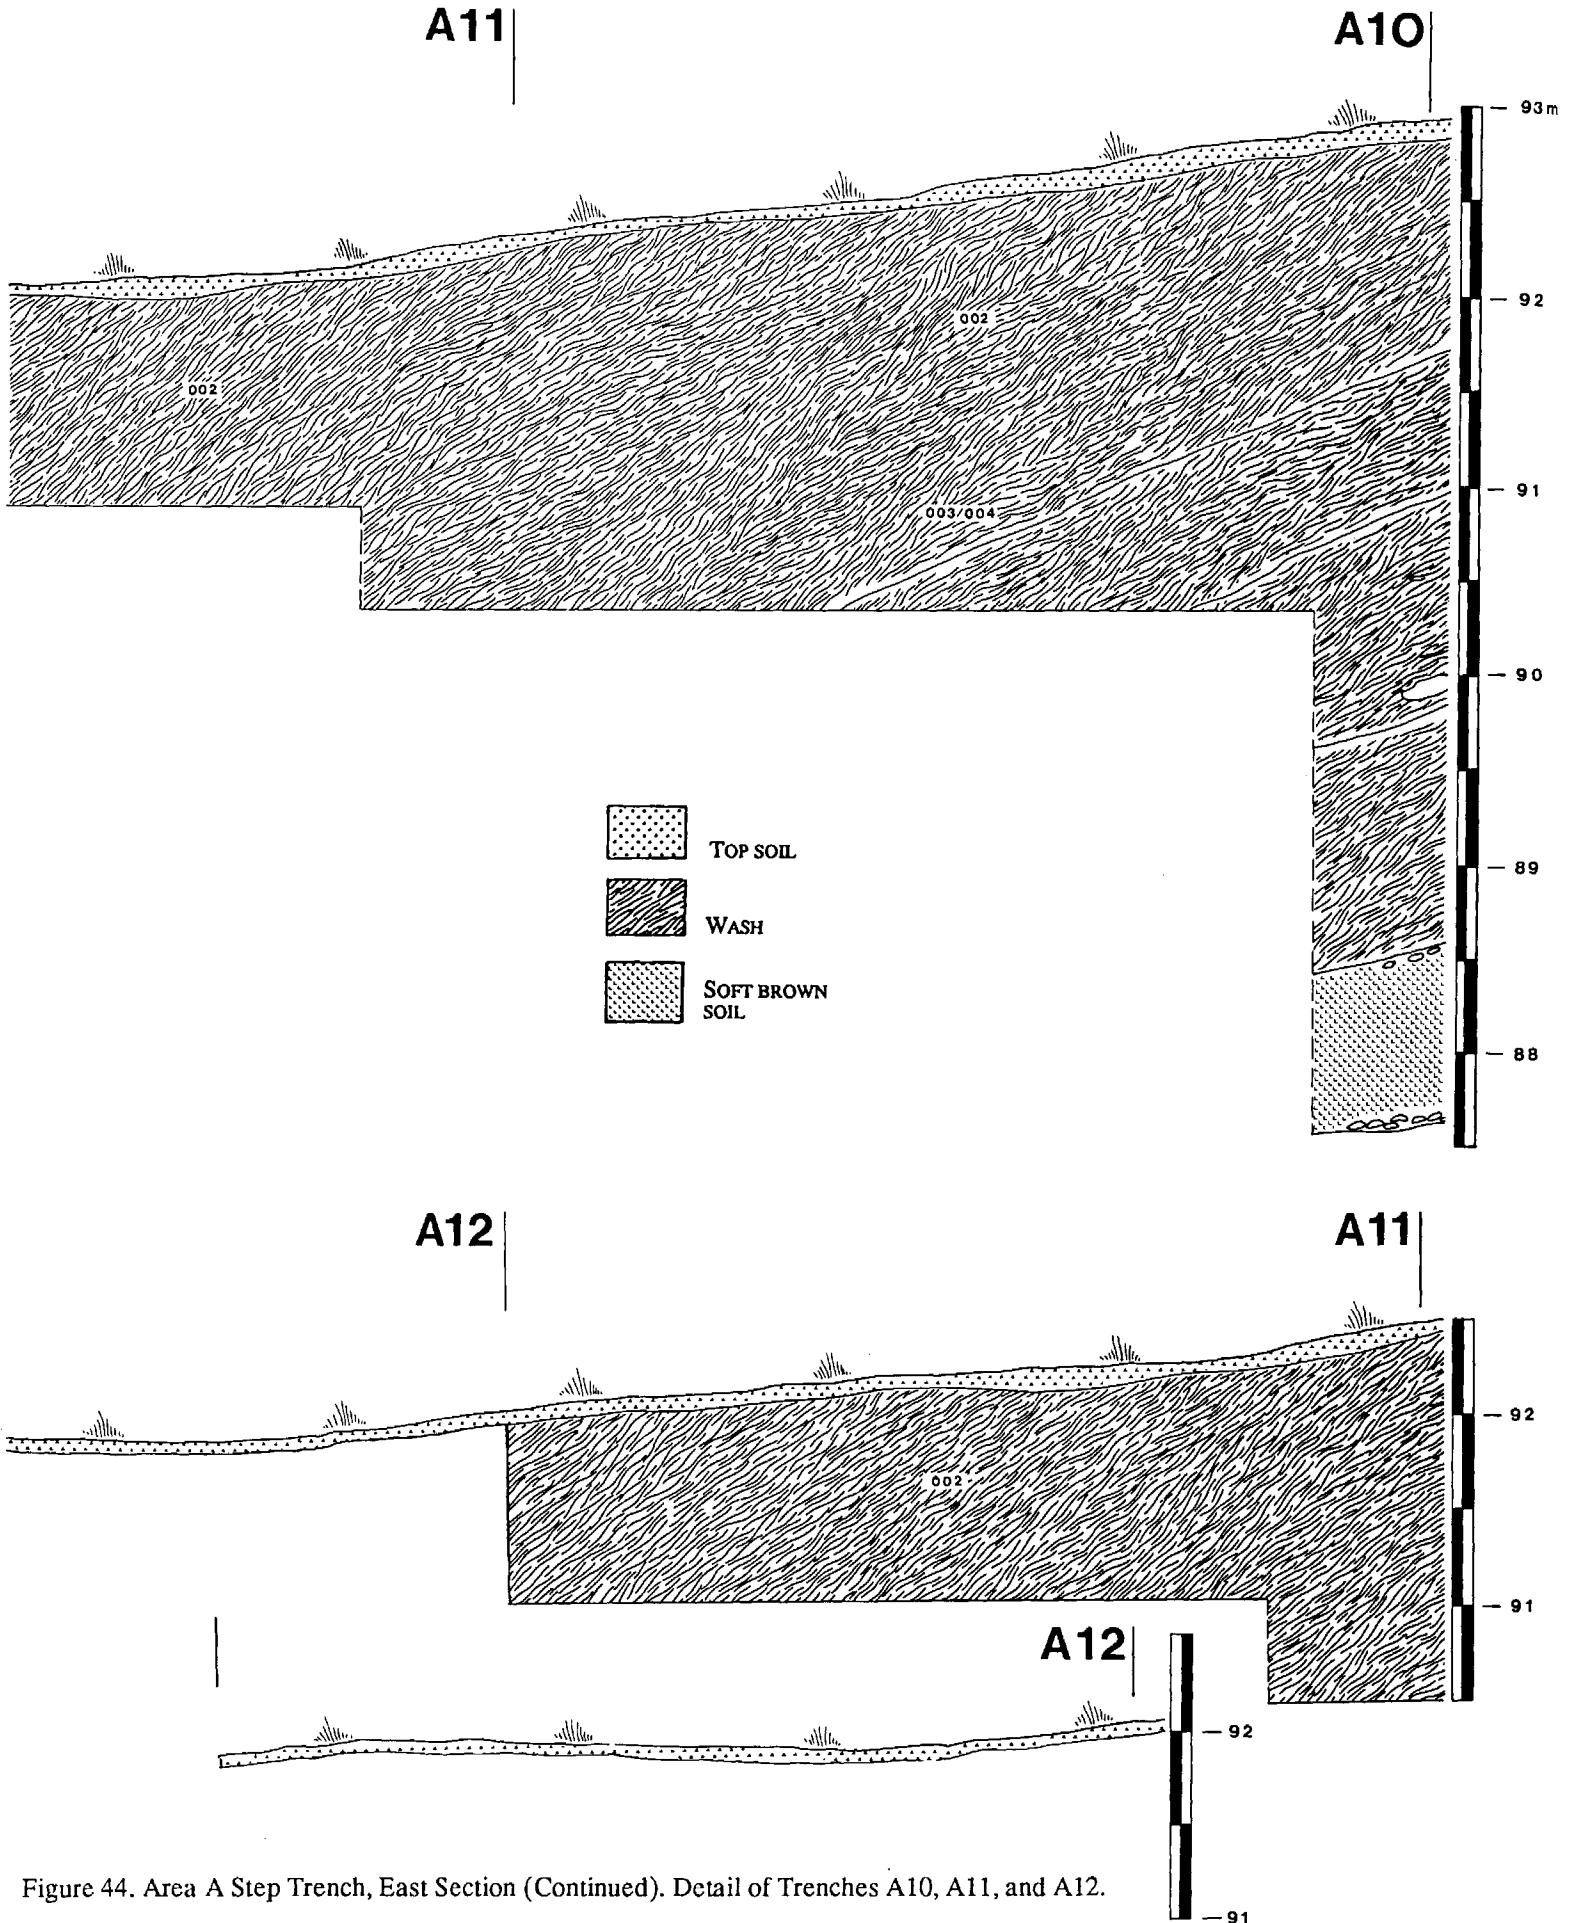 A11 A10
93m
92
002
002
91
003/004
90
TOP SOIL
89
WASH
SOFT BROWN
SOIL
88
A12 A11
92
002
91
A12
92
Figure 44. Area A Step Trench, East Section (Continued). Detail of Trenches A10, A11, and A12.
91